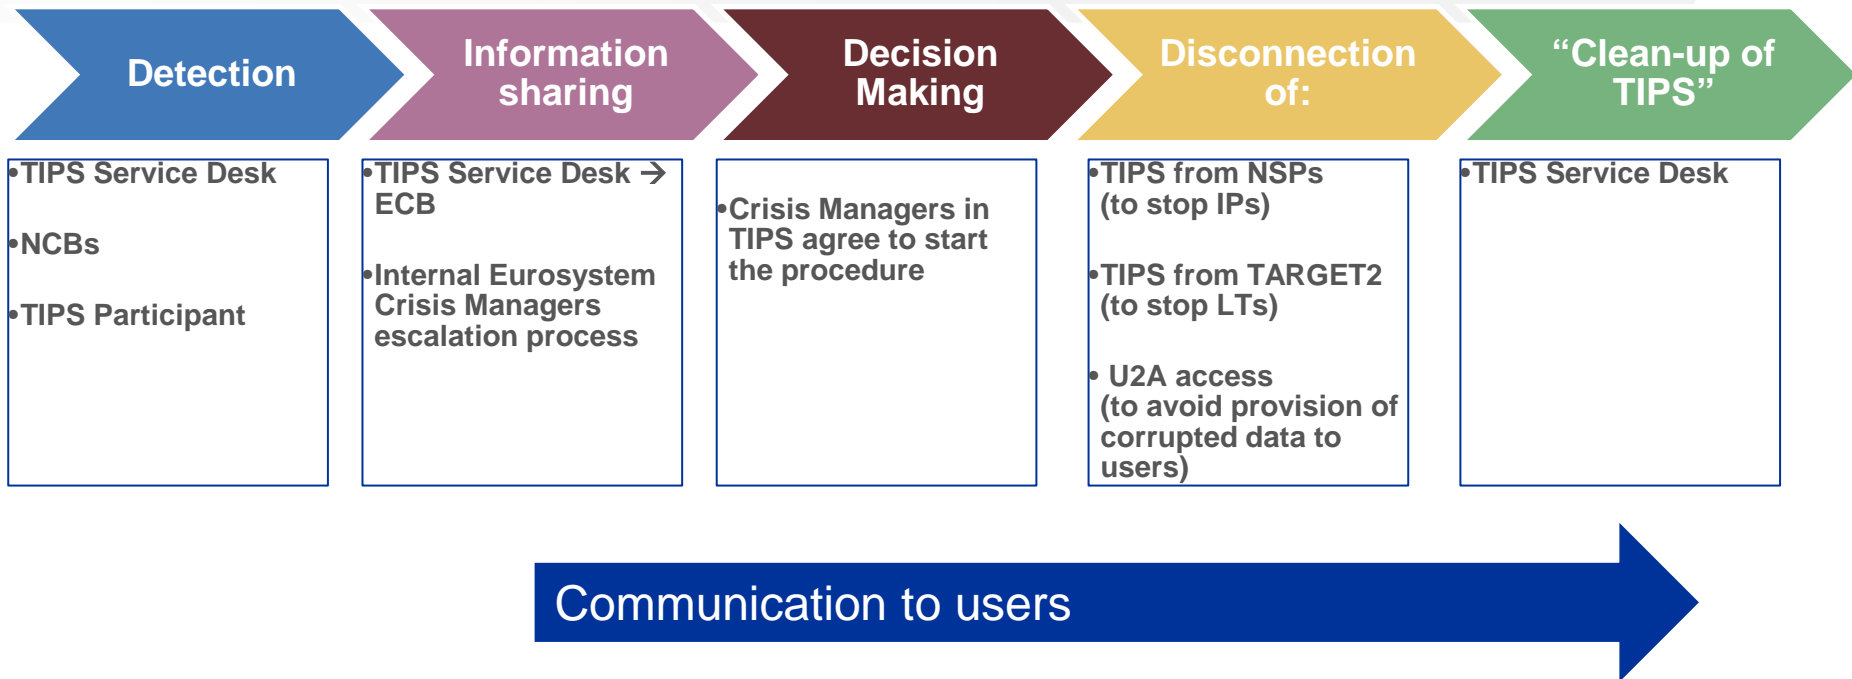 Detection
Information
sharing
Decision
Making
Disconnection
of:
“Clean-up of
TIPS”
•TIPS Service Desk
•NCBs
•TIPS Participant
•TIPS Service Desk →
ECB
•Internal Eurosystem
Crisis Managers
escalation process
•Crisis Managers in
TIPS agree to start
the procedure
•TIPS from NSPs
(to stop IPs)
•TIPS from TARGET2
(to stop LTs)
• U2A access
(to avoid provision of
corrupted data to
users)
•TIPS Service Desk
Communication to users